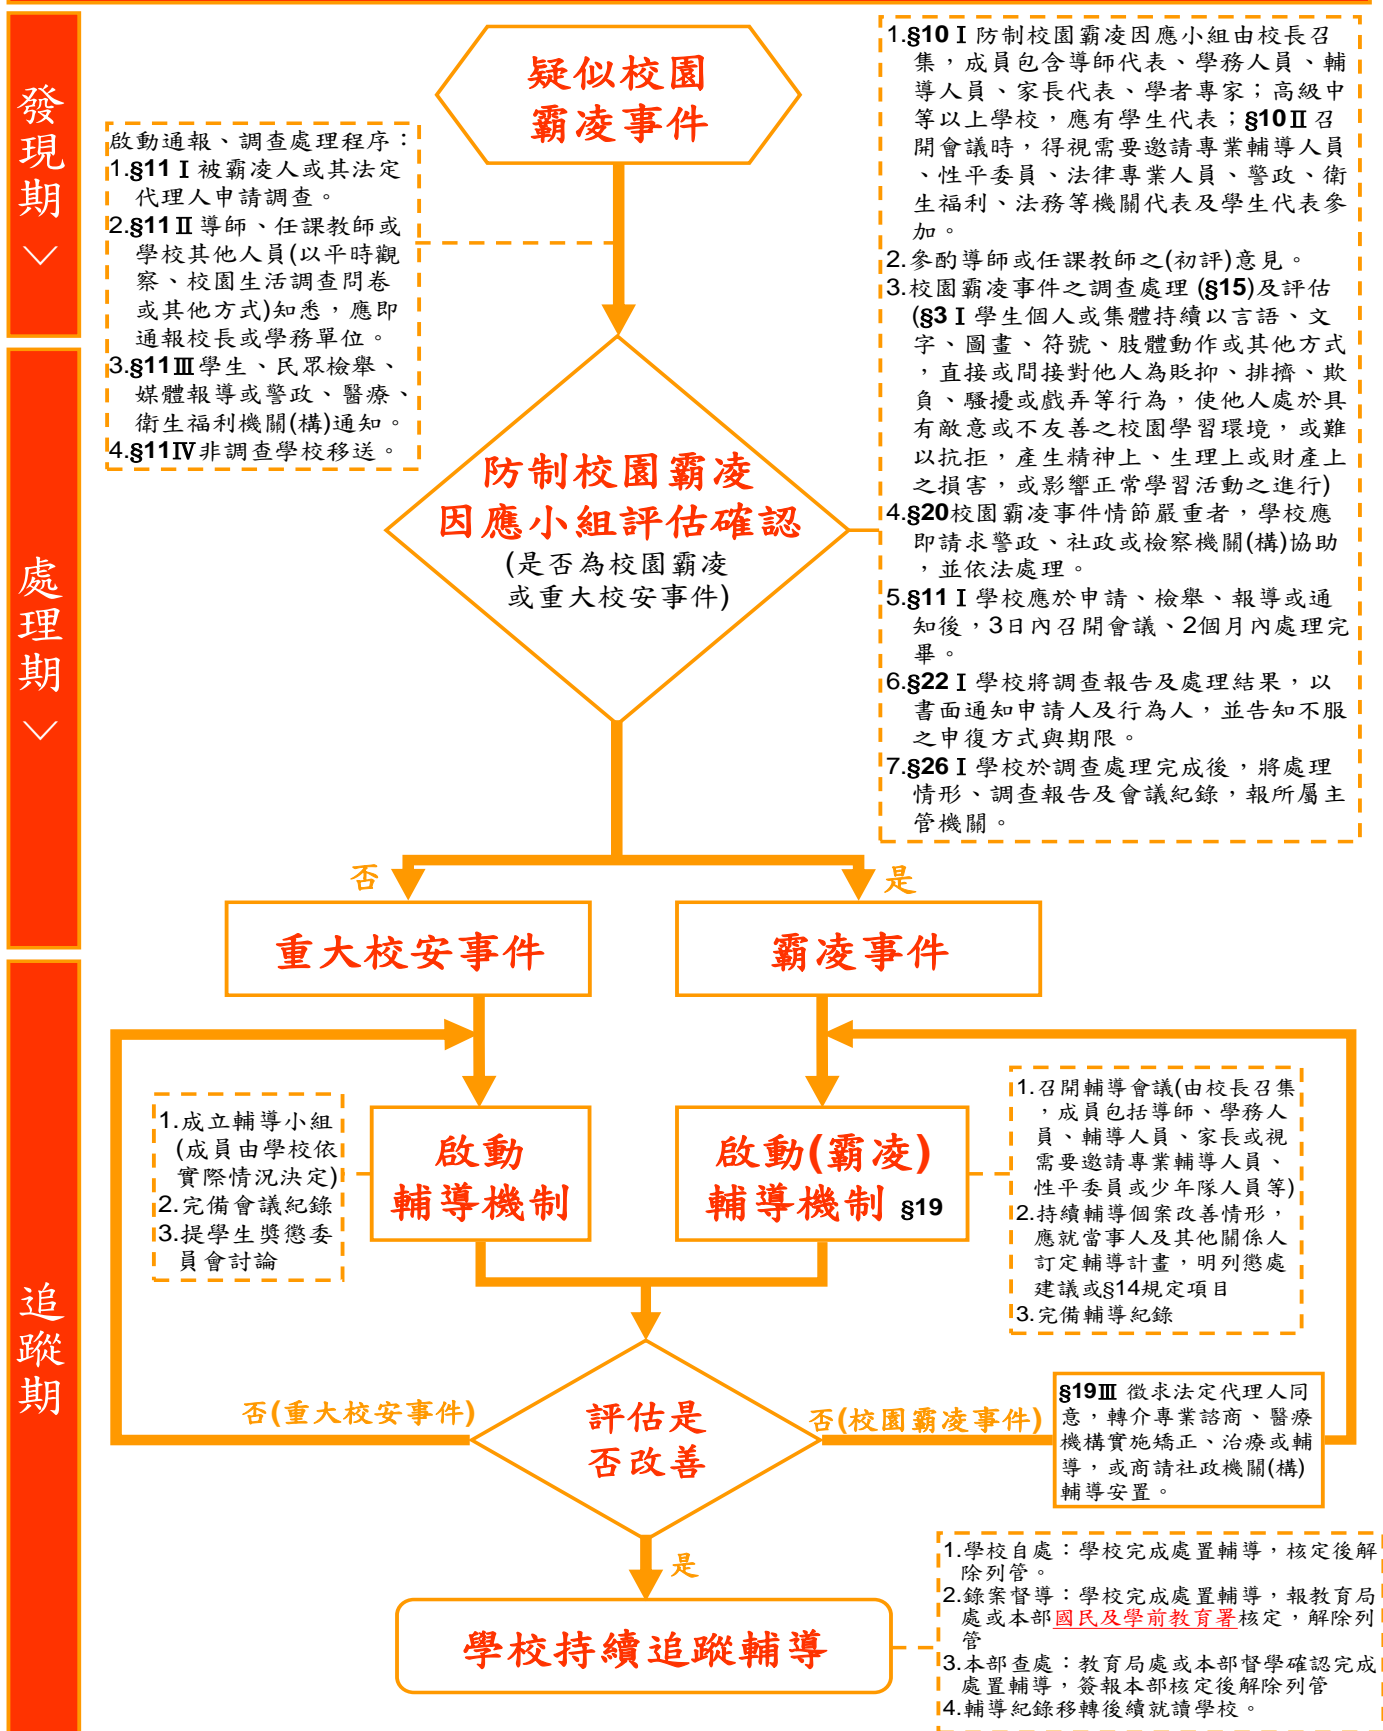 發現期﹀
疑似校園
霸凌事件
啟動通報、調查處理程序：
1.§11Ⅰ被霸凌人或其法定
代理人申請調查。
2.§11Ⅱ導師、任課教師或
學校其他人員(以平時觀
察、校園生活調查問卷
或其他方式)知悉，應即
通報校長或學務單位。
3.§11Ⅲ學生、民眾檢舉、
媒體報導或警政、醫療、
衛生福利機關(構)通知。
4.§11Ⅳ非調查學校移送。
1.§10Ⅰ防制校園霸凌因應小組由校長召
集，成員包含導師代表、學務人員、輔
導人員、家長代表、學者專家；高級中
等以上學校，應有學生代表；§10Ⅱ召
開會議時，得視需要邀請專業輔導人員
、性平委員、法律專業人員、警政、衛
生福利、法務等機關代表及學生代表參
加。
2.參酌導師或任課教師之(初評)意見。
3.校園霸凌事件之調查處理 (§15)及評估
(§3Ⅰ學生個人或集體持續以言語、文
字、圖畫、符號、肢體動作或其他方式
，直接或間接對他人為貶抑、排擠、欺
負、騷擾或戲弄等行為，使他人處於具
有敵意或不友善之校園學習環境，或難
以抗拒，產生精神上、生理上或財產上
之損害，或影響正常學習活動之進行)
4.§20校園霸凌事件情節嚴重者，學校應
即請求警政、社政或檢察機關(構)協助
，並依法處理。
5.§11Ⅰ學校應於申請、檢舉、報導或通
知後，3日內召開會議、2個月內處理完
畢。
6.§22Ⅰ學校將調查報告及處理結果，以
書面通知申請人及行為人，並告知不服
之申復方式與期限。
7.§26Ⅰ學校於調查處理完成後，將處理
情形、調查報告及會議紀錄，報所屬主
管機關。
處理期﹀
防制校園霸凌
因應小組評估確認
(是否為校園霸凌
或重大校安事件)
否
是
重大校安事件
霸凌事件
追蹤期
1.成立輔導小組
(成員由學校依
實際情況決定)
2.完備會議紀錄
3.提學生獎懲委
員會討論
啟動
輔導機制
啟動(霸凌)
輔導機制 §19
1.召開輔導會議(由校長召集
，成員包括導師、學務人
員、輔導人員、家長或視
需要邀請專業輔導人員、
性平委員或少年隊人員等)
2.持續輔導個案改善情形，
應就當事人及其他關係人
訂定輔導計畫，明列懲處
建議或§14規定項目
3.完備輔導紀錄
否(重大校安事件)
評估是
否改善
否(校園霸凌事件)
§19Ⅲ 徵求法定代理人同
意，轉介專業諮商、醫療
機構實施矯正、治療或輔
導，或商請社政機關(構)
輔導安置。
是
學校持續追蹤輔導
1.學校自處：學校完成處置輔導，核定後解
除列管。
2.錄案督導：學校完成處置輔導，報教育局
處或本部國民及學前教育署核定，解除列
管
3.本部查處：教育局處或本部督學確認完成
處置輔導，簽報本部核定後解除列管
4.輔導紀錄移轉後續就讀學校。